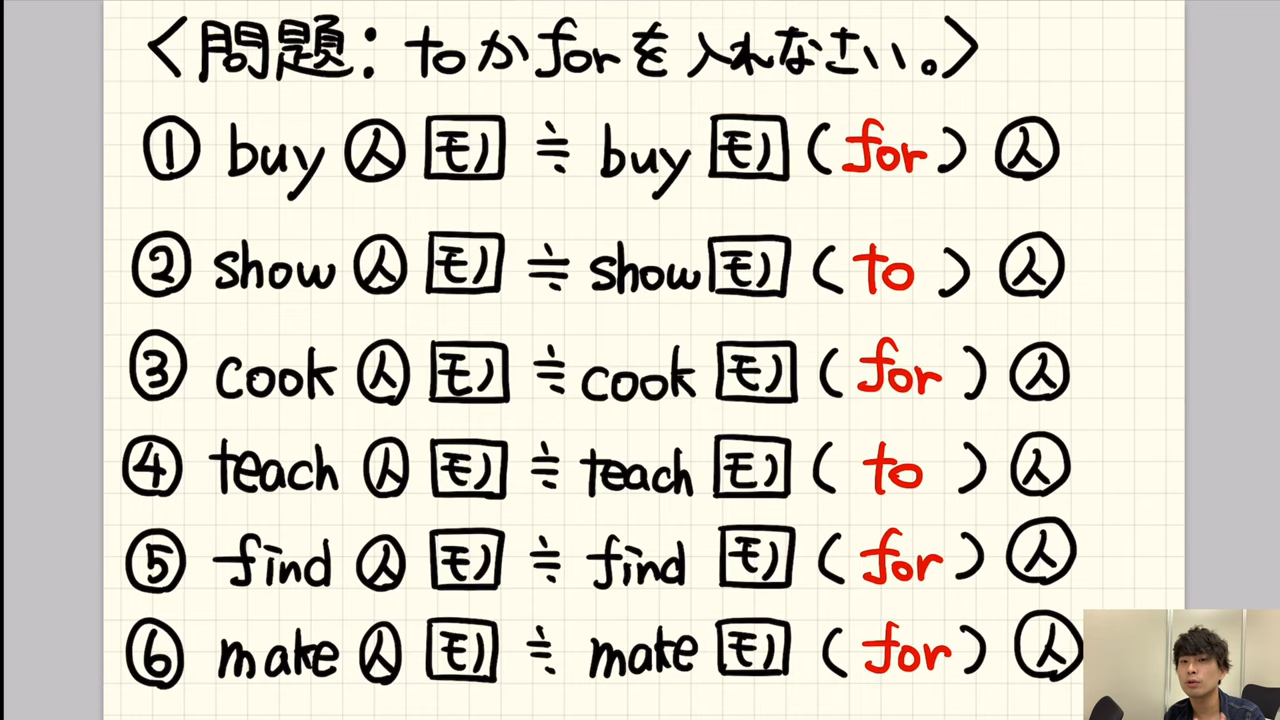 <問題:toかforを入れなさい。>
① buy 人 モノ ≒ buy モノ (for) 人
② show 人 モノ ≒ show モノ (to) 人
③ cook 人 モノ ≒ cook モノ (for) 人
④ teach 人 モノ ≒ teach モノ (to) 人
⑤ find 人 モノ ≒ find モノ (for) 人
⑥ make 人 モノ ≒ make モノ (for) 人